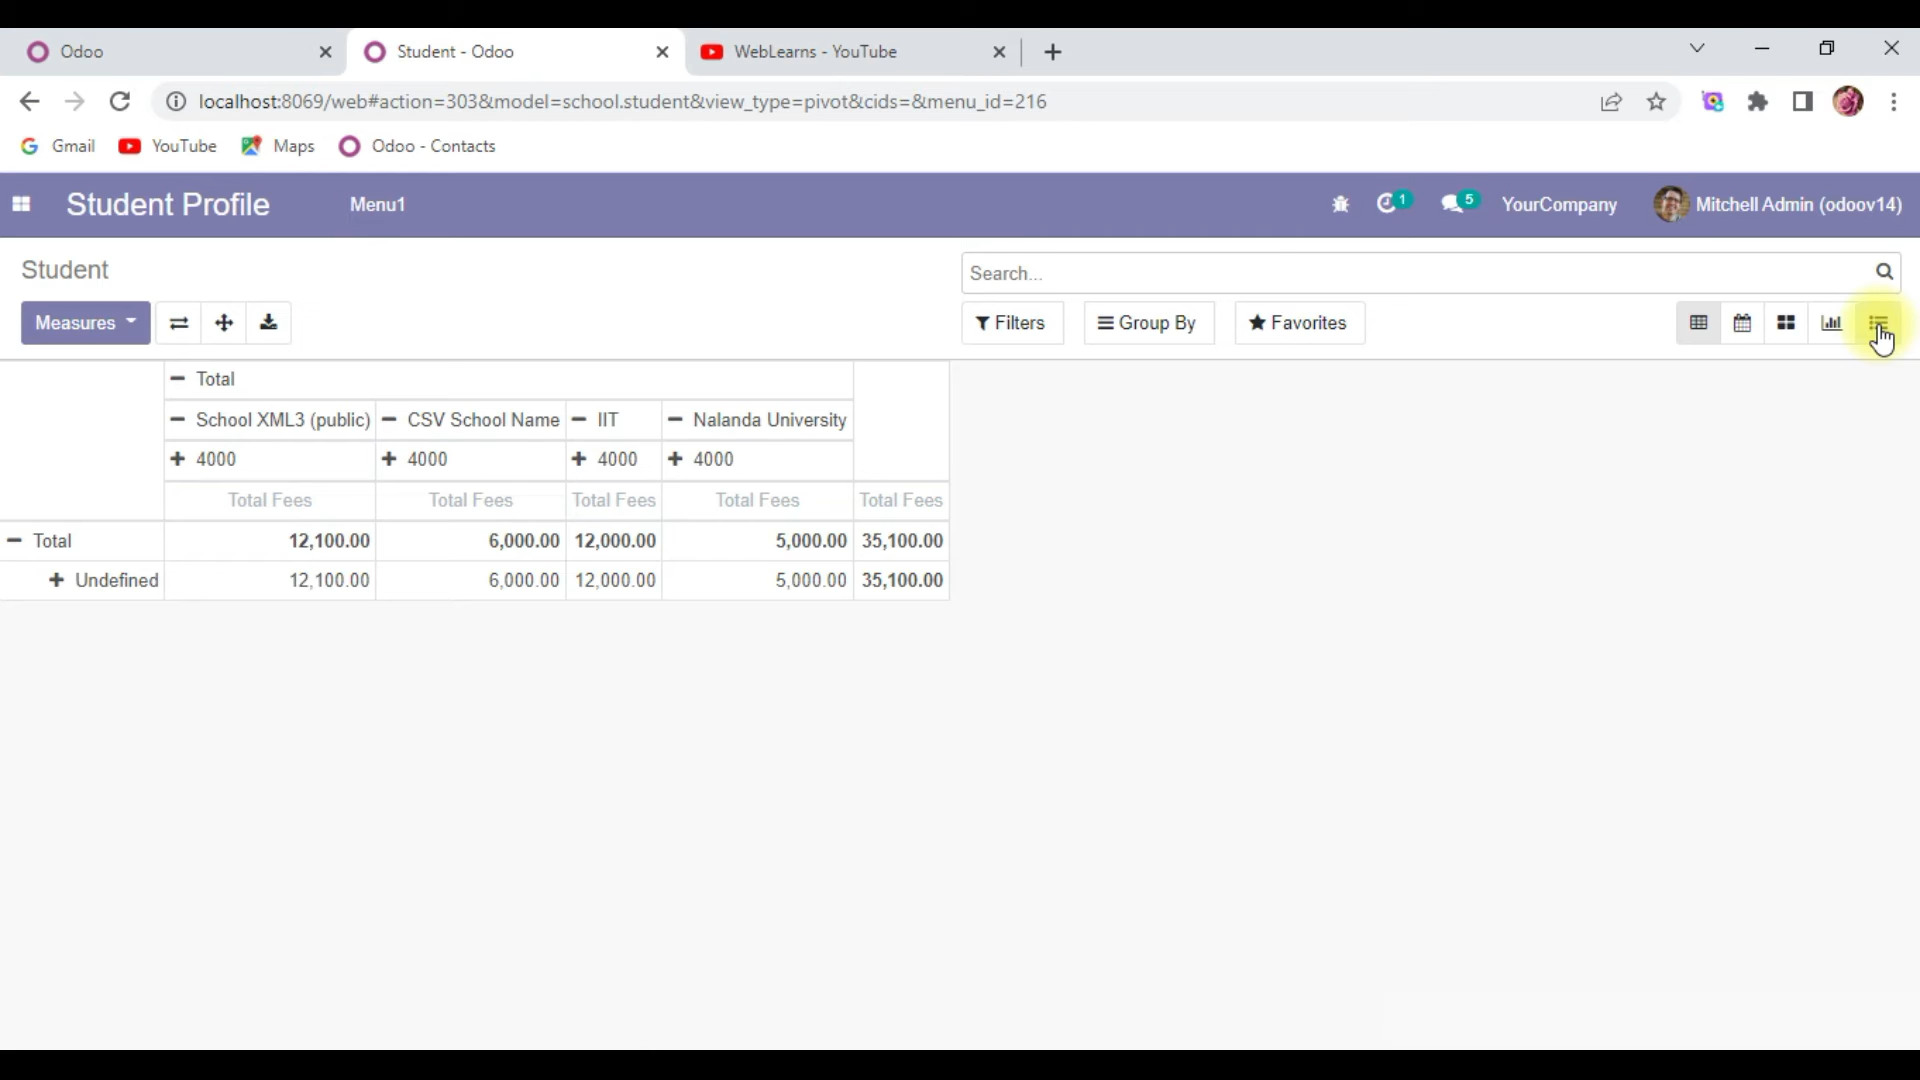 Odoo
Student - Odoo
WebLearns - YouTube
localhost:8069/web#action=303&model=school.student&view_type=pivot&cids=&menu_id=216
Gmail YouTube Maps Odoo - Contacts
Student Profile Menu1 1 5 YourCompany Mitchell Admin (odoov14)
Student
Search...
Measures Filters Group By Favorites
Total
School XML3 (public) CSV School Name IIT Nalanda University
4000 4000 4000 4000
Total Fees Total Fees Total Fees Total Fees Total Fees
Total 12,100.00 6,000.00 12,000.00 5,000.00 35,100.00
Undefined 12,100.00 6,000.00 12,000.00 5,000.00 35,100.00